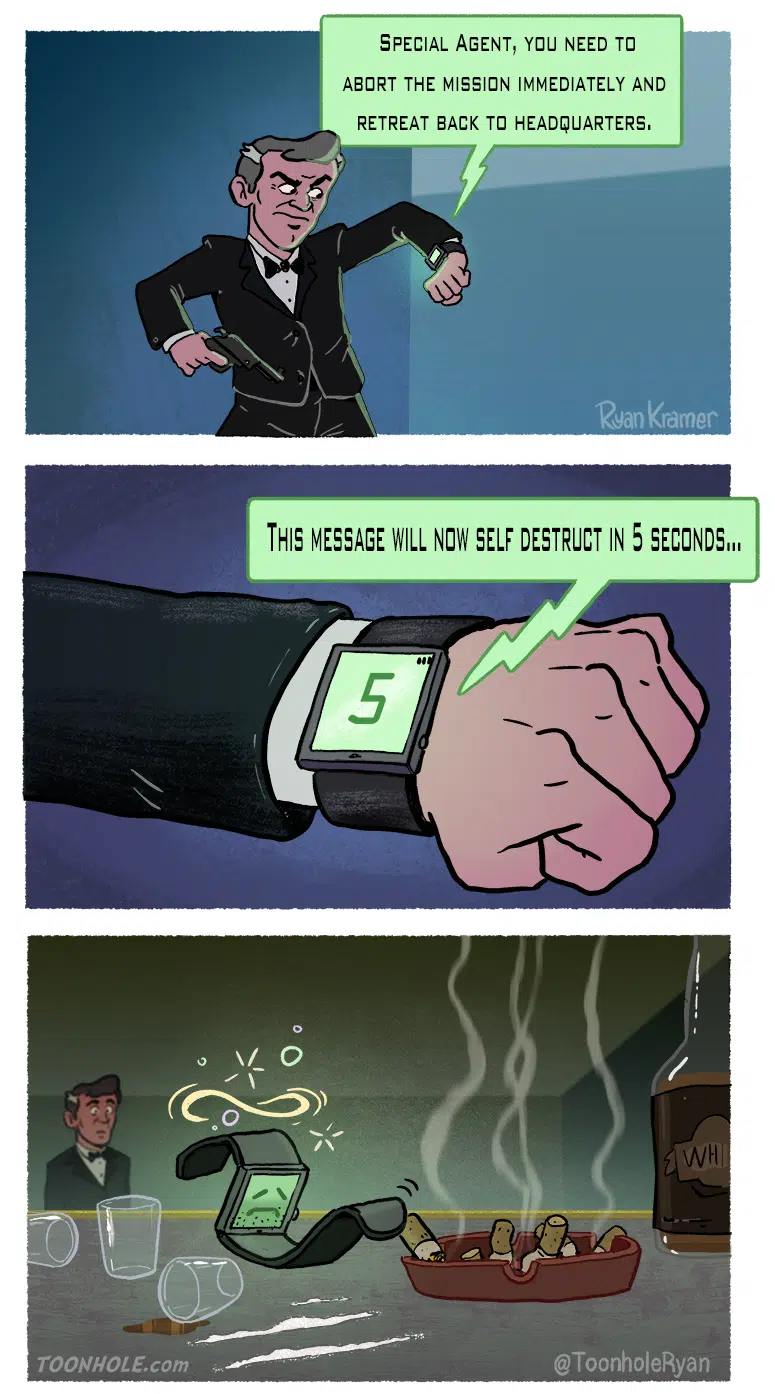 Special Agent, you need to
abort the mission immediately and
retreat back to headquarters.
Ryan Kramer
This message will now self destruct in 5 seconds...
5
WHI
TOONHOLE.com
@ToonholeRyan